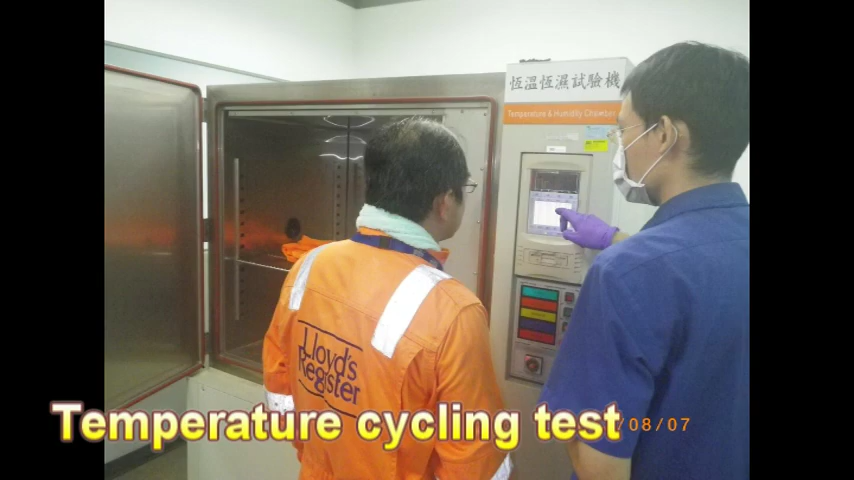 恆溫恆濕試驗機
Temperature & Humidity Chamber
Lloyd's
Register
Temperature cycling test
/08/07